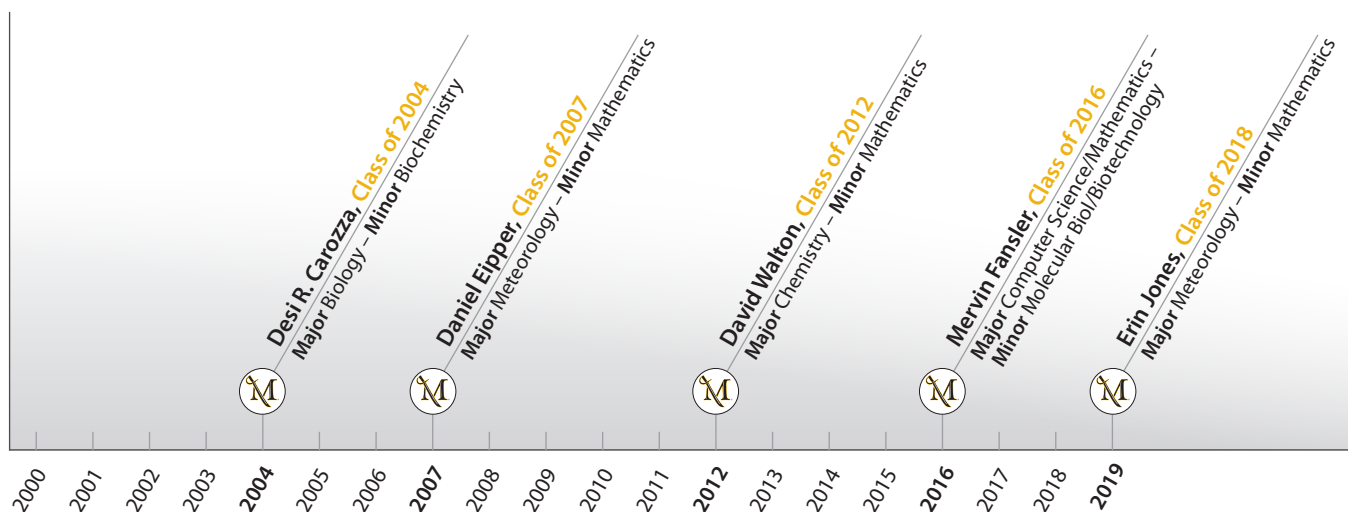 Desi R. Carozza, Class of 2004
Major Biology – Minor Biochemistry
Daniel Eipper, Class of 2007
Major Meteorology – Minor Mathematics
David Walton, Class of 2012
Major Chemistry – Minor Mathematics
Mervin Fansler, Class of 2016
Major Computer Science/Mathematics –
Minor Molecular Biol/Biotechnology
Erin Jones, Class of 2018
Major Meteorology – Minor Mathematics
M
M
M
M
M
2000
2001
2002
2003
2004
2005
2006
2007
2008
2009
2010
2011
2012
2013
2014
2015
2016
2017
2018
2019